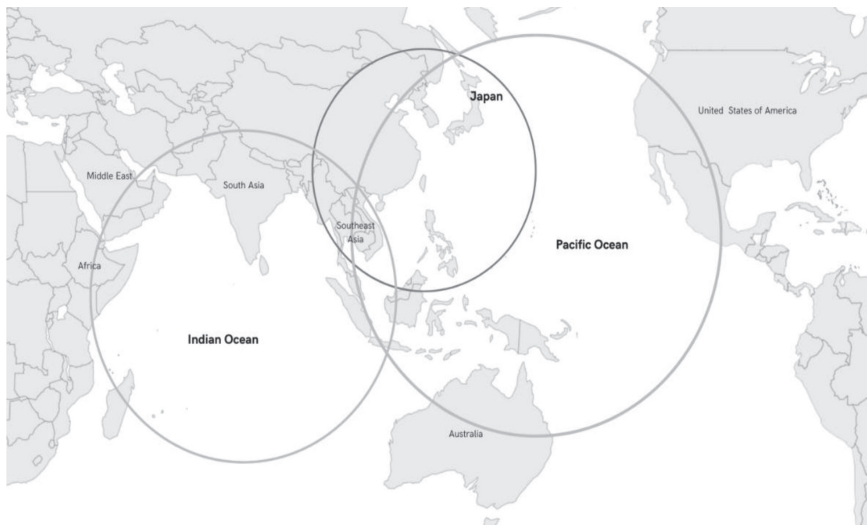 Japan
United States of America
Middle East
South Asia
Southeast
Asia
Pacific Ocean
Africa
Indian Ocean
Australia